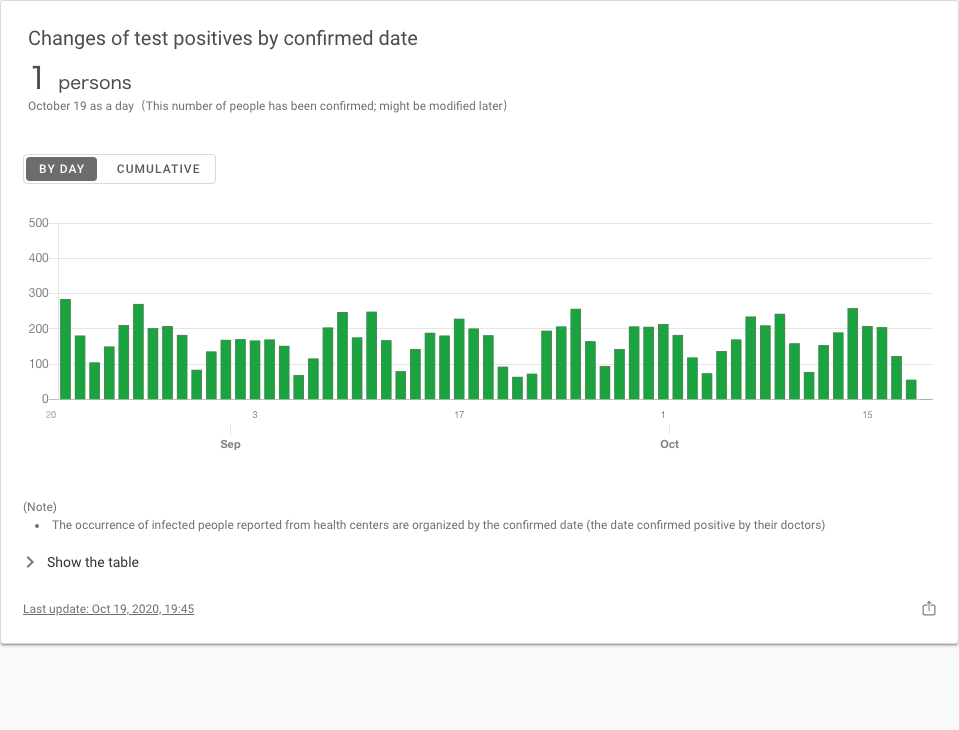 Changes of test positives by confirmed date
1 persons
October 19 as a day（This number of people has been confirmed; might be modified later）
BY DAY CUMULATIVE
500
400
300
200
100
0
20 3 17 1 15
Sep Oct
(Note)
• The occurrence of infected people reported from health centers are organized by the confirmed date (the date confirmed positive by their doctors)
Show the table
Last update: Oct 19, 2020, 19:45